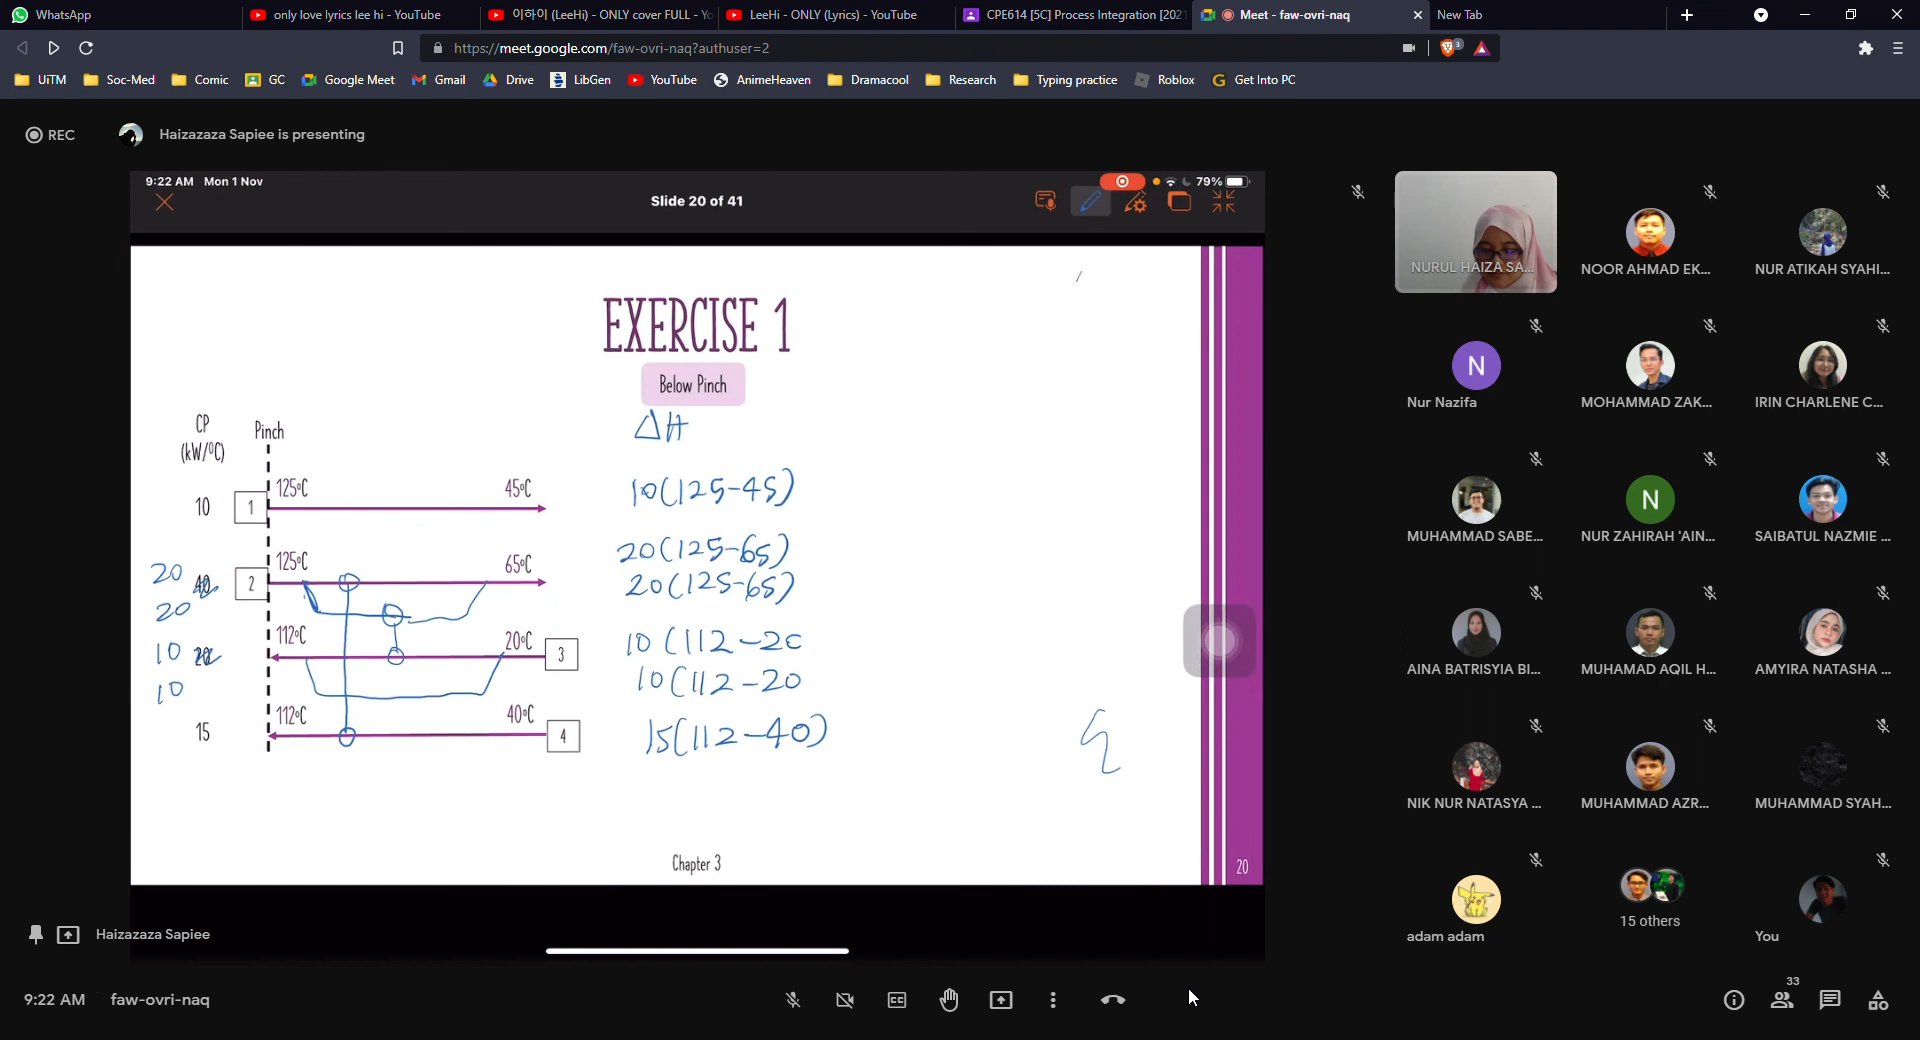 WhatsApp
only love lyrics lee hi - YouTube
이하이 (LeeHi) - ONLY cover FULL - Yo
LeeHi - ONLY (Lyrics) - YouTube
CPE614 [5C] Process Integration [2021
Meet - faw-ovri-naq
New Tab
https://meet.google.com/faw-ovri-naq?authuser=2
3
UiTM
Soc-Med
Comic
GC
Google Meet
Gmail
Drive
LibGen
YouTube
AnimeHeaven
Dramacool
Research
Typing practice
Roblox
Get Into PC
REC
Haizazaza Sapiee is presenting
9:22 AM Mon 1 Nov
79%
Slide 20 of 41
EXERCISE 1
Below Pinch
ΔH
CP
(kW/°C)
Pinch
10
1
125°C
45°C
10(125-45)
20
40
20
2
125°C
65°C
20(125-65)
20(125-65)
10
20
10
112°C
20°C
3
10(112-20
10(112-20
15
112°C
40°C
4
15(112-40)
Chapter 3
20
NURUL HAIZA SA...
NOOR AHMAD EK...
NUR ATIKAH SYAHI...
N
Nur Nazifa
MOHAMMAD ZAK...
IRIN CHARLENE C...
MUHAMMAD SABE...
N
NUR ZAHIRAH 'AIN...
SAIBATUL NAZMIE ...
AINA BATRISYIA BI...
MUHAMAD AQIL H...
AMYIRA NATASHA ...
NIK NUR NATASYA ...
MUHAMMAD AZR...
MUHAMMAD SYAH...
adam adam
15 others
You
Haizazaza Sapiee
9:22 AM
faw-ovri-naq
33